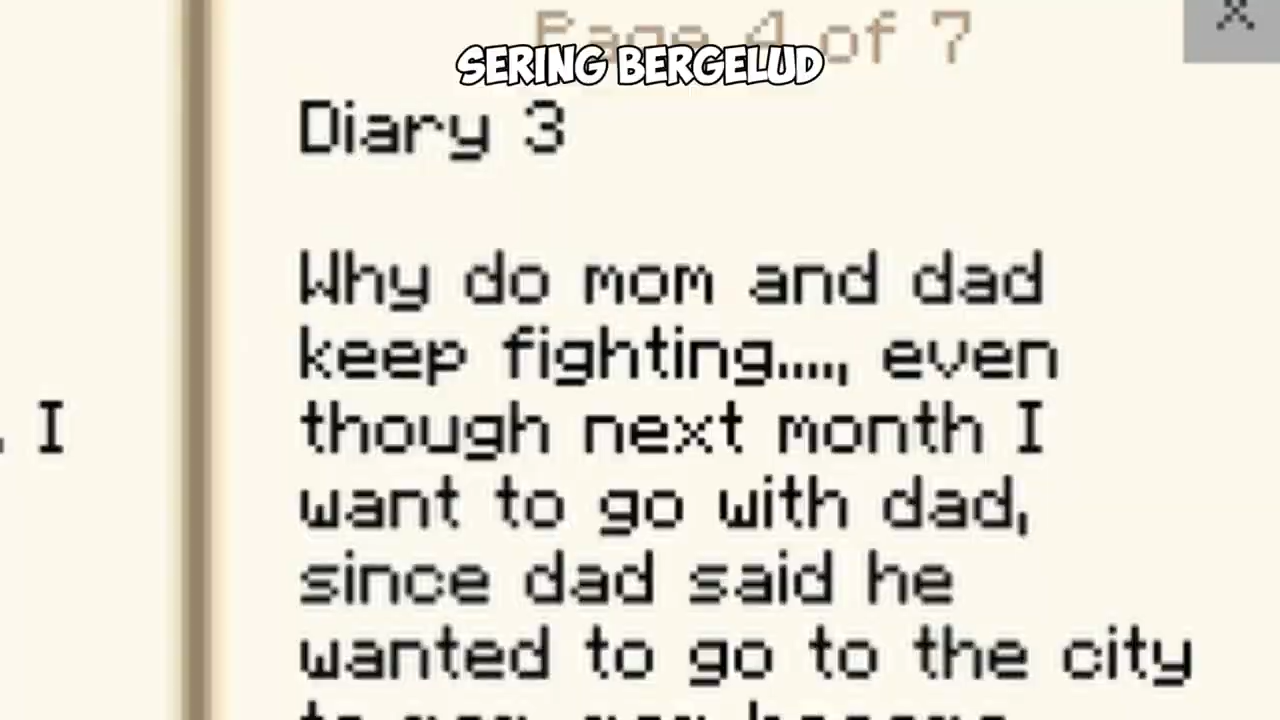 Page 4 of 7
SERING BERGELUD
Diary 3
Why do mom and dad
keep fighting...., even
though next month I
. I
want to go with dad,
since dad said he
wanted to go to the city